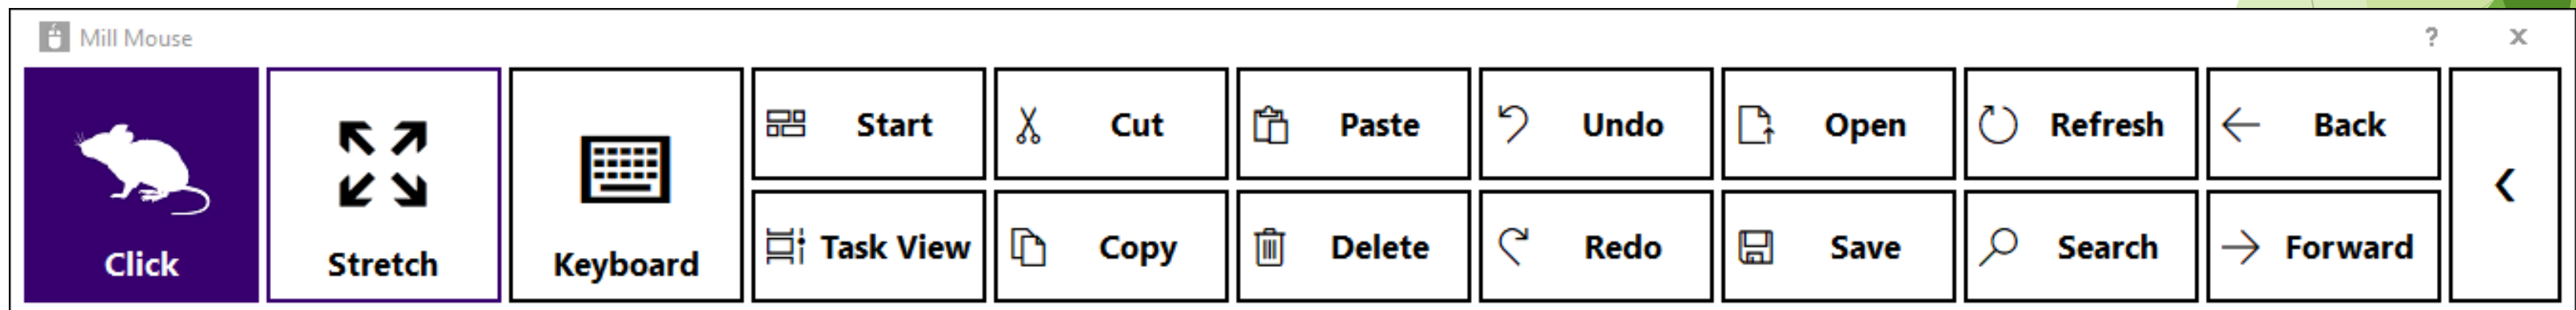 Mill Mouse
? x
Start Cut Paste Undo Open Refresh Back
Click Stretch Keyboard
Task View Copy Delete Redo Save Search Forward